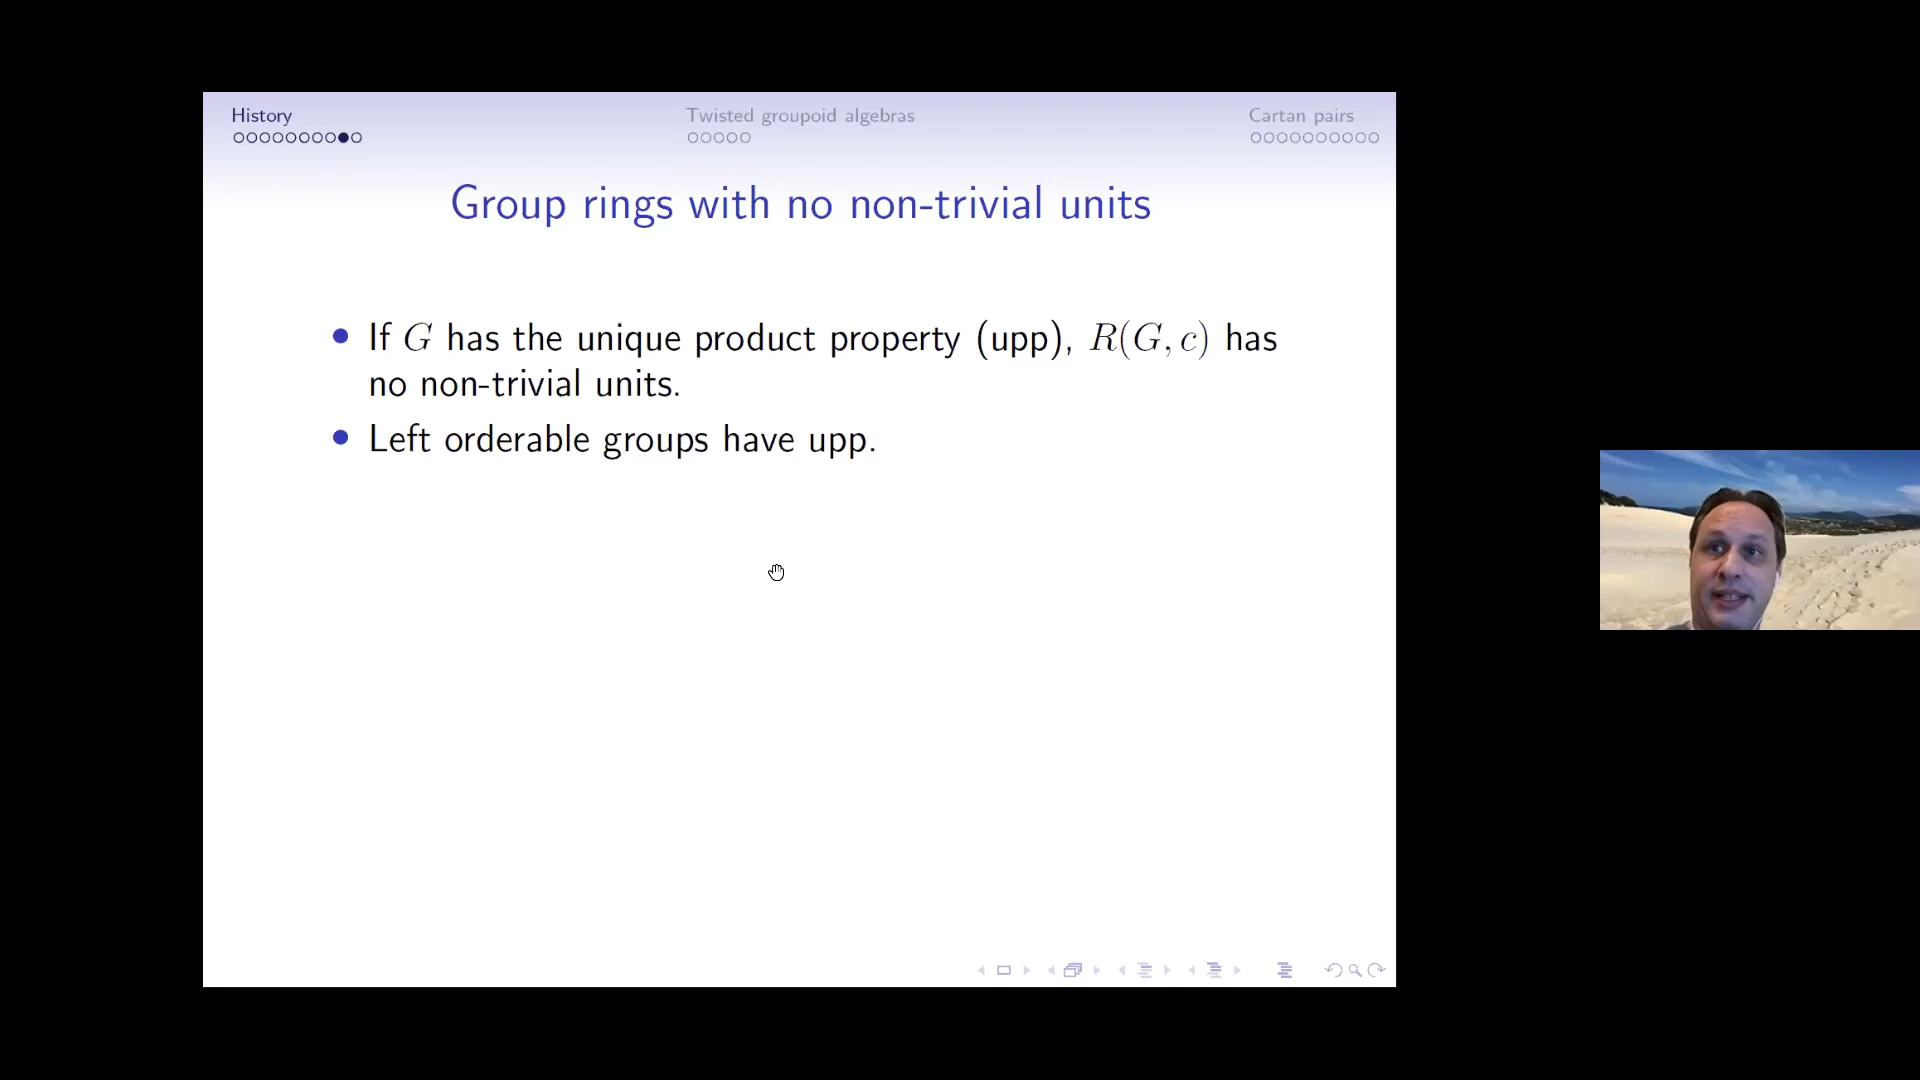 History
Twisted groupoid algebras
Cartan pairs
Group rings with no non-trivial units
If G has the unique product property (upp), R(G, c) has
no non-trivial units.
Left orderable groups have upp.